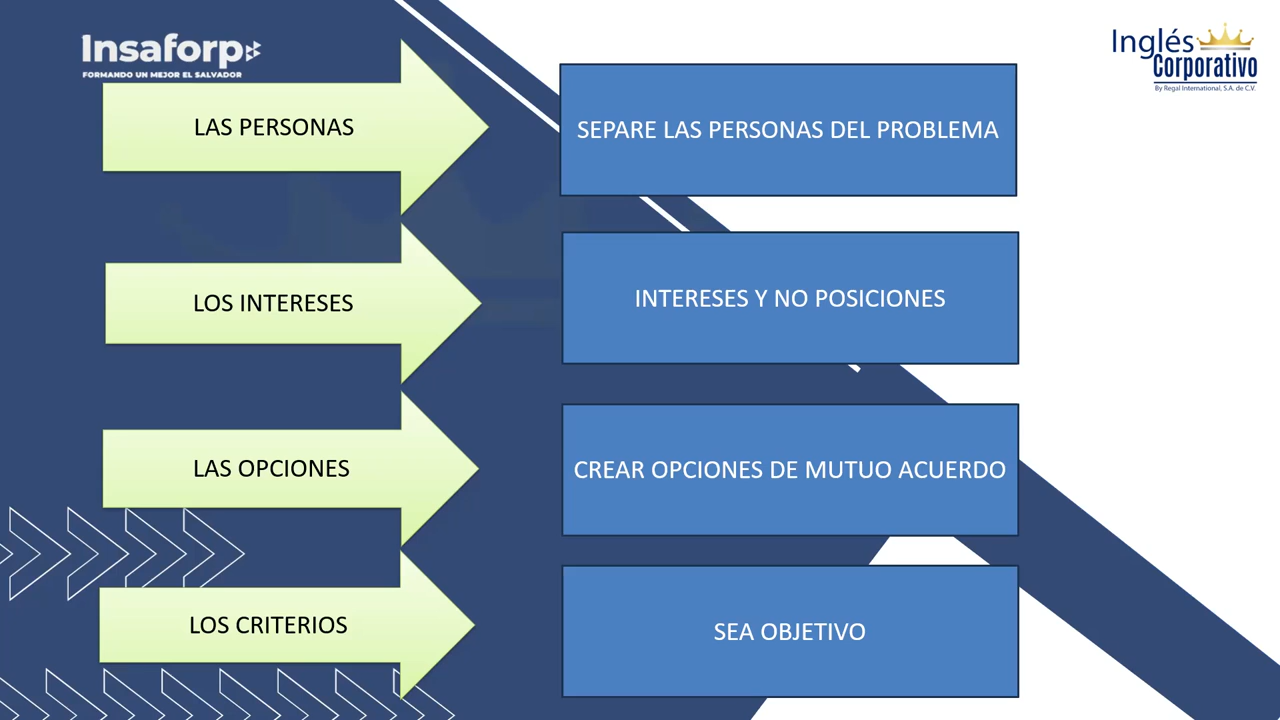 Insaforp
FORMANDO UN MEJOR EL SALVADOR
Inglés
Corporativo
By Regal International, S.A. de C.V.
LAS PERSONAS
SEPARE LAS PERSONAS DEL PROBLEMA
LOS INTERESES
INTERESES Y NO POSICIONES
LAS OPCIONES
CREAR OPCIONES DE MUTUO ACUERDO
LOS CRITERIOS
SEA OBJETIVO